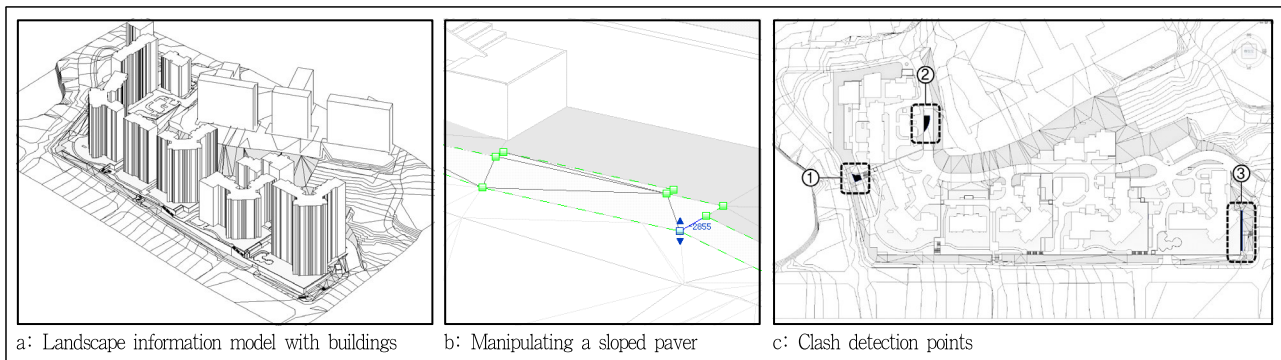 -2855
①
②
③
a: Landscape information model with buildings
b: Manipulating a sloped paver
c: Clash detection points